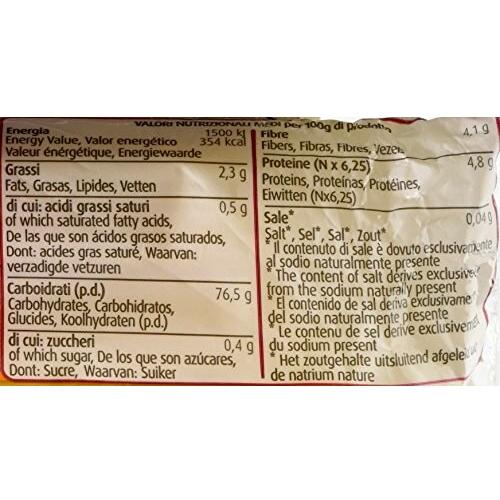 VALORI NUTRIZIONALI MEDI per 100g di prodotto
Energia 1500 kJ
Energy Value, Valor energético 354 kcal
Valeur énérgétique, Energiewaarde
Grassi 2,3 g
Fats, Grasas, Lipides, Vetten
di cui: acidi grassi saturi 0,5 g
of which saturated fatty acids,
De las que son ácidos grasos saturados,
Dont: acides gras saturé, Waarvan:
verzadigde vetzuren
Carboidrati (p.d.) 76,5 g
Carbohydrates, Carbohidratos,
Glucides, Koolhydraten (p.d.)
di cui: zuccheri 0,4 g
of which sugar, De los que son azúcares,
Dont: Sucre, Waarvan: Suiker
Fibre 4,1 g
Fibers, Fibras, Fibres, Vezels
Proteine (N x 6,25) 4,8 g
Proteins, Proteínas, Protéines,
Eiwitten (Nx6,25)
Sale* 0,04 g
*Salt*, Sel*, Sal*, Zout*
*Il contenuto di sale è dovuto esclusivamente
al sodio naturalmente presente
*The content of salt derives exclusive
from the sodium naturally present
*El contenido de sal deriva exclusivame
del sodio naturalmente presente
*Le contenu de sel derive exclusivemen
du sodium present
*Het zoutgehalte uitsluitend afgeleid
de natrium nature